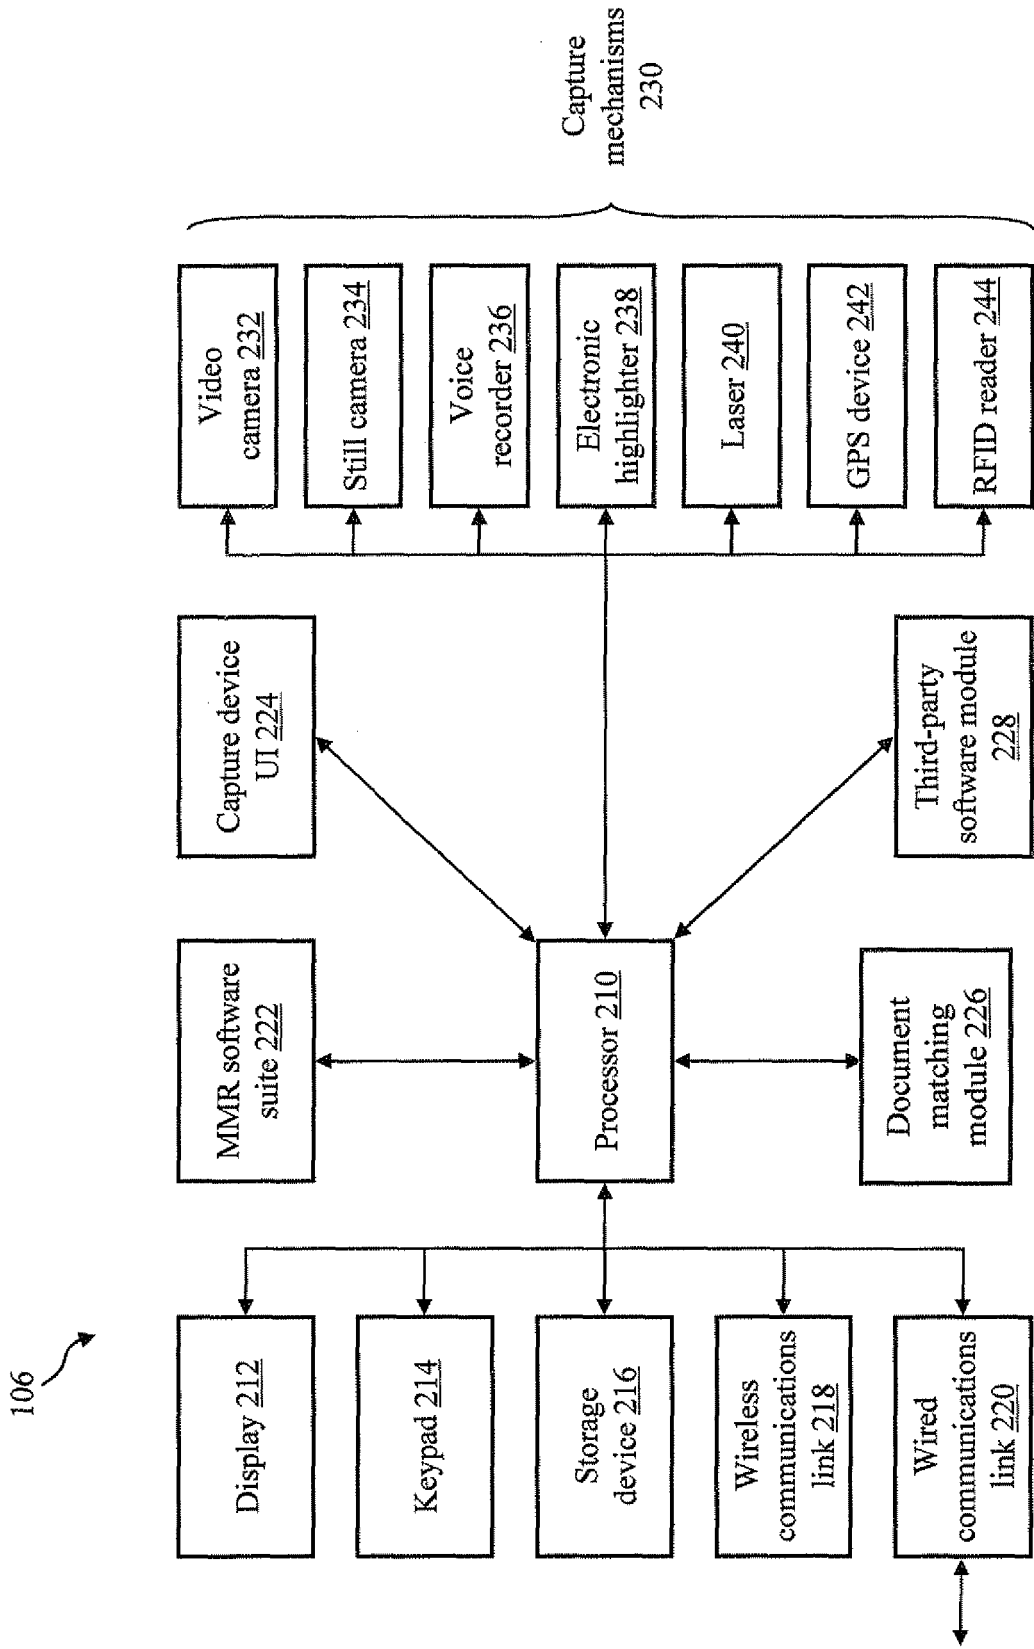 106
Display 212
Keypad 214
Storage
device 216
Wireless
communications
link 218
Wired
communications
link 220
MMR software
suite 222
Processor 210
Document
matching
module 226
Capture device
UI 224
Third-party
software module
228
Video
camera 232
Still camera 234
Voice
recorder 236
Electronic
highlighter 238
Laser 240
GPS device 242
RFID reader 244
Capture
mechanisms
230